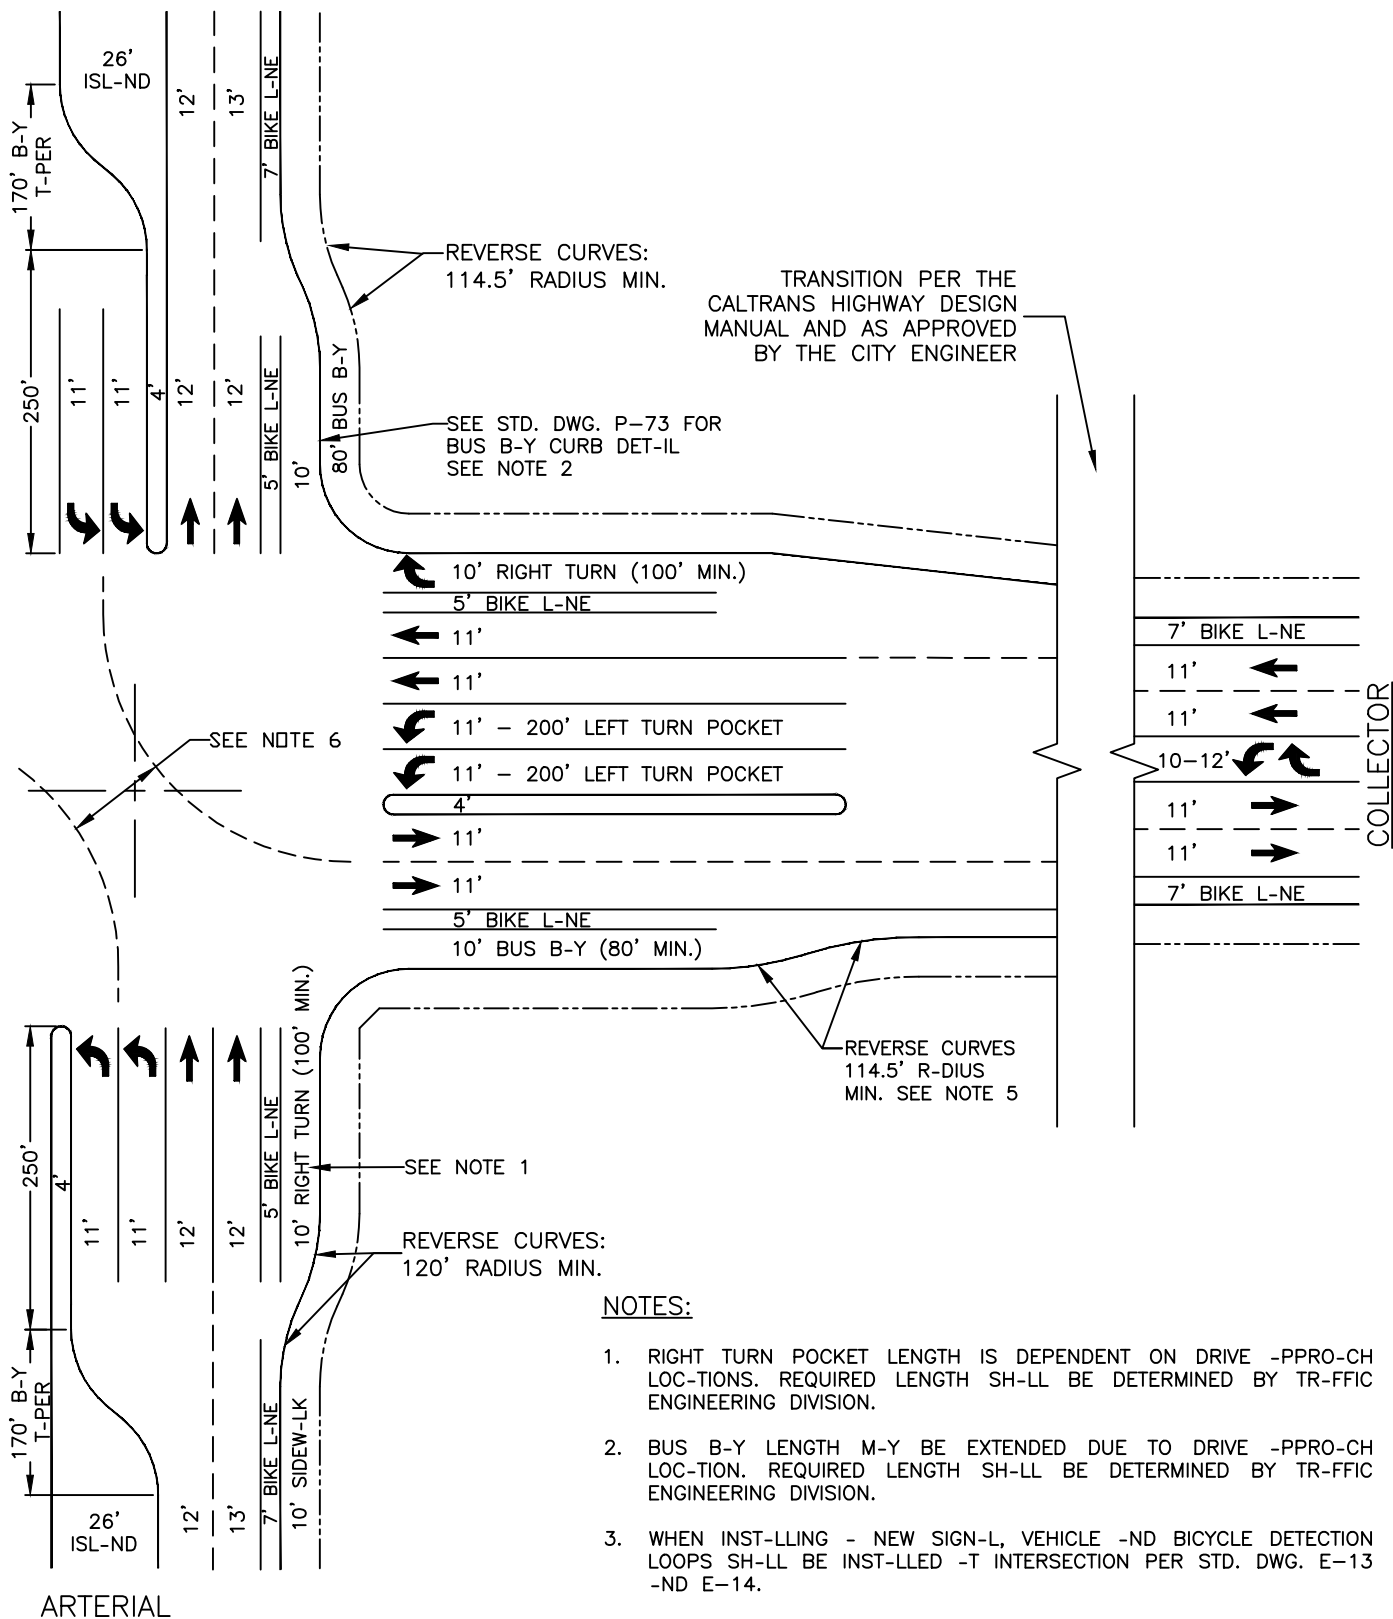 26'
ISL-ND
12'
13'
7' BIKE L-NE
170' B-Y
T-PER
REVERSE CURVES:
114.5' RADIUS MIN.
TRANSITION PER THE
CALTRANS HIGHWAY DESIGN
MANUAL AND AS APPROVED
BY THE CITY ENGINEER
250'
11'
11'
4'
12'
12'
5' BIKE L-NE
10'
80' BUS B-Y
SEE STD. DWG. P-73 FOR
BUS B-Y CURB DET-IL
SEE NOTE 2
10' RIGHT TURN (100' MIN.)
5' BIKE L-NE
11'
11'
11' - 200' LEFT TURN POCKET
11' - 200' LEFT TURN POCKET
4'
11'
11'
5' BIKE L-NE
10' BUS B-Y (80' MIN.)
7' BIKE L-NE
11'
11'
10-12'
11'
11'
7' BIKE L-NE
COLLECTOR
SEE NOTE 6
REVERSE CURVES
114.5' R-DIUS
MIN. SEE NOTE 5
250'
4'
11'
11'
12'
12'
5' BIKE L-NE
10' RIGHT TURN (100' MIN.)
SEE NOTE 1
REVERSE CURVES:
120' RADIUS MIN.
170' B-Y
T-PER
26'
ISL-ND
12'
13'
7' BIKE L-NE
10' SIDEW-LK
ARTERIAL
NOTES:
1. RIGHT TURN POCKET LENGTH IS DEPENDENT ON DRIVE -PPRO-CH
LOC-TIONS. REQUIRED LENGTH SH-LL BE DETERMINED BY TR-FFIC
ENGINEERING DIVISION.
2. BUS B-Y LENGTH M-Y BE EXTENDED DUE TO DRIVE -PPRO-CH
LOC-TION. REQUIRED LENGTH SH-LL BE DETERMINED BY TR-FFIC
ENGINEERING DIVISION.
3. WHEN INST-LLING - NEW SIGN-L, VEHICLE -ND BICYCLE DETECTION
LOOPS SH-LL BE INST-LLED -T INTERSECTION PER STD. DWG. E-13
-ND E-14.